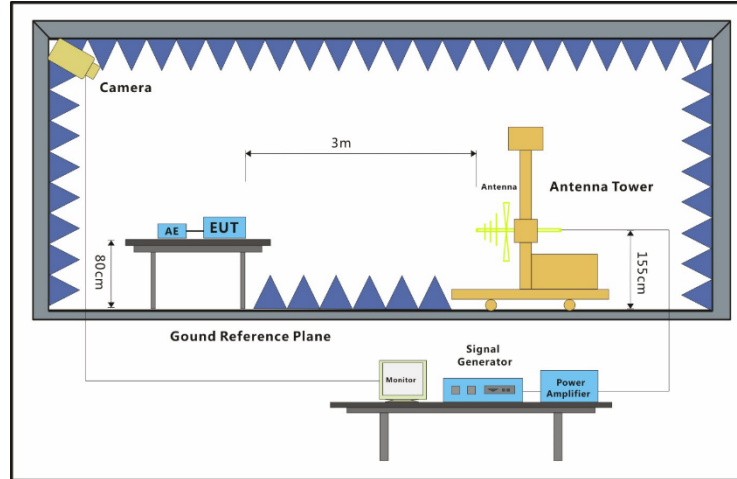 Camera
3m
Antenna
Antenna Tower
AE
EUT
80cm
155cm
Gound Reference Plane
Signal
Generator
Monitor
Power
Amplifier